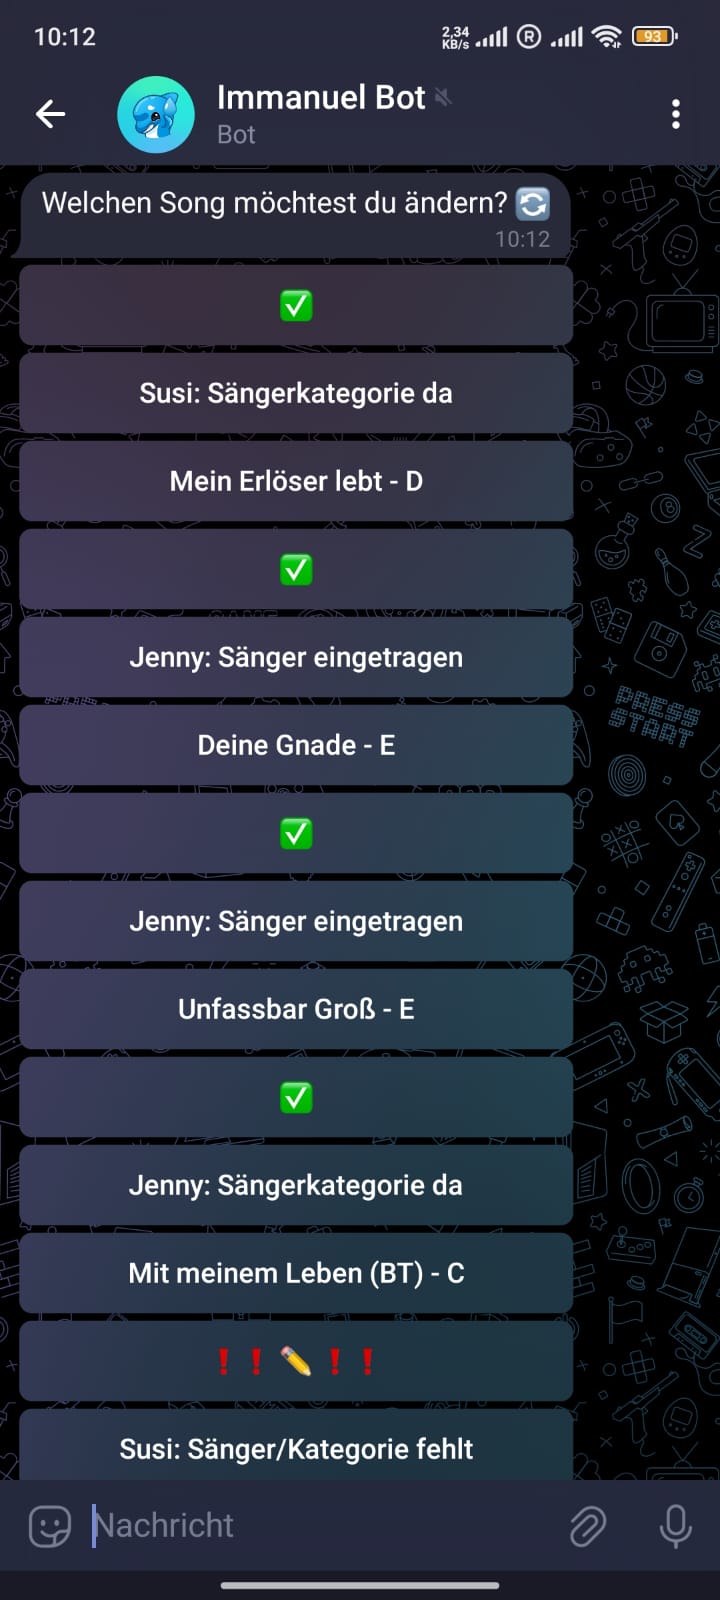 10:12
2,34
KB/s
R
93
Immanuel Bot
Bot
Welchen Song möchtest du ändern? 🔄
10:12
✅
Susi: Sängerkategorie da
Mein Erlöser lebt - D
✅
Jenny: Sänger eingetragen
Deine Gnade - E
✅
Jenny: Sänger eingetragen
Unfassbar Groß - E
✅
Jenny: Sängerkategorie da
Mit meinem Leben (BT) - C
❗❗✏️❗❗
Susi: Sänger/Kategorie fehlt
PRESS
START
Nachricht